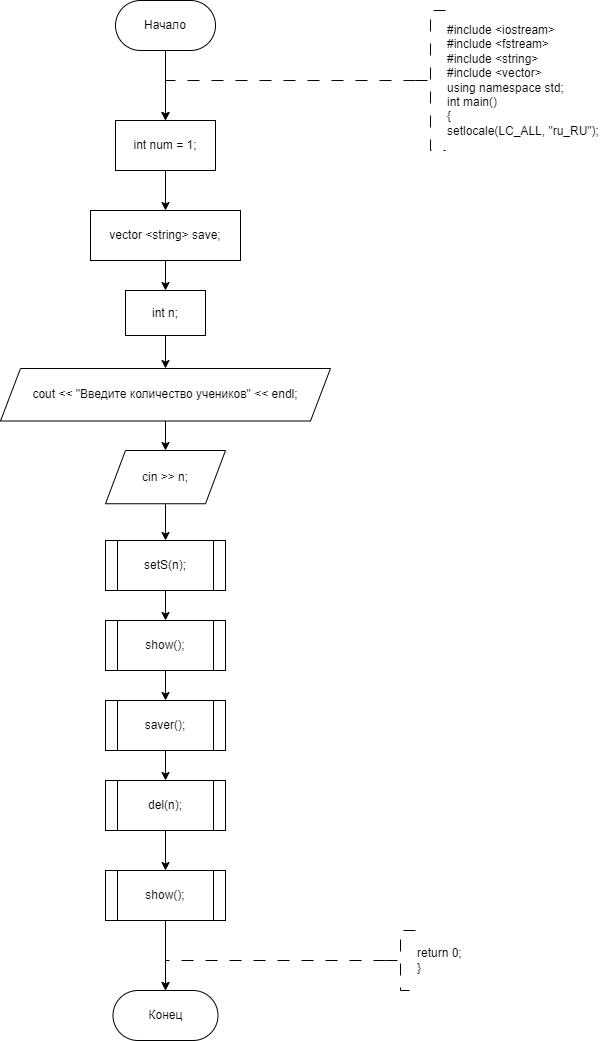 Начало
#include <iostream>
#include <fstream>
#include <string>
#include <vector>
using namespace std;
int main()
{
setlocale(LC_ALL, "ru_RU");
int num = 1;
vector <string> save;
int n;
cout << "Введите количество учеников" << endl;
cin >> n;
setS(n);
show();
saver();
del(n);
show();
return 0;
}
Конец